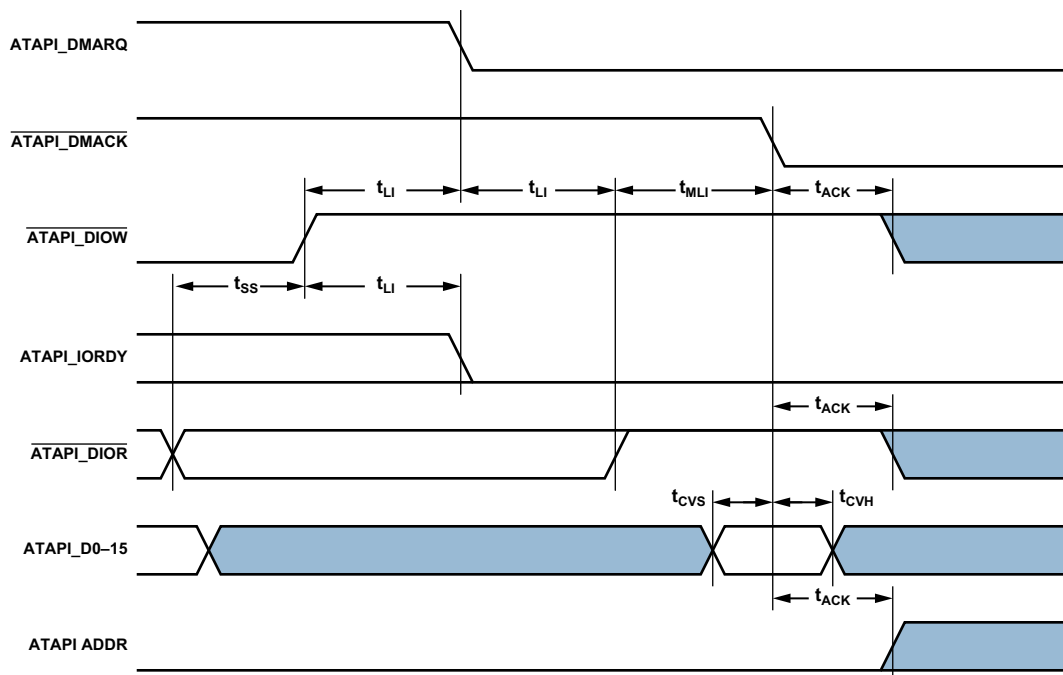 ATAPI_DMARQ
ATAPI_DMACK
tLI tLI tMLI tACK
ATAPI_DIOW
tSS tLI
ATAPI_IORDY
tACK
ATAPI_DIOR
tCVS tCVH
ATAPI_D0–15
tACK
ATAPI ADDR